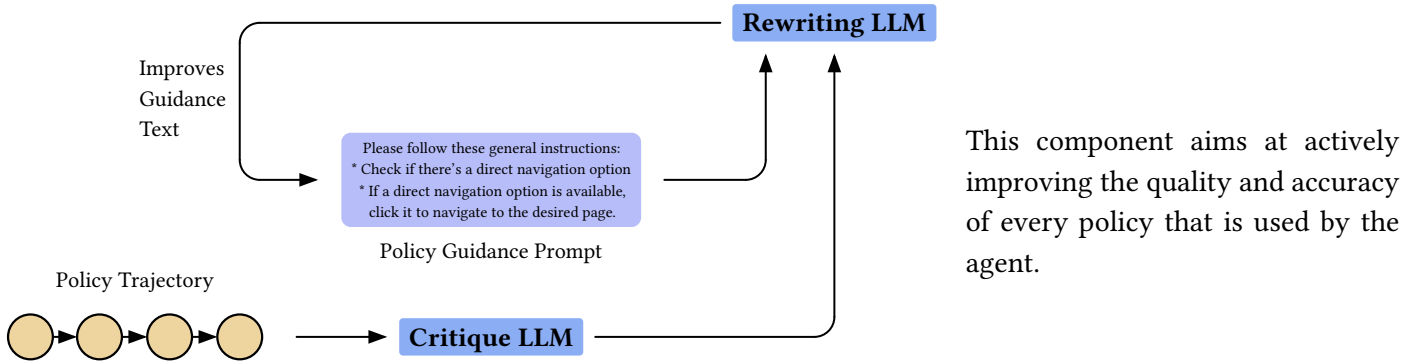 Rewriting LLM
Improves
Guidance
Text
Please follow these general instructions:
* Check if there's a direct navigation option
* If a direct navigation option is available,
click it to navigate to the desired page.
Policy Guidance Prompt
Policy Trajectory
Critique LLM
This component aims at actively
improving the quality and accuracy
of every policy that is used by the
agent.